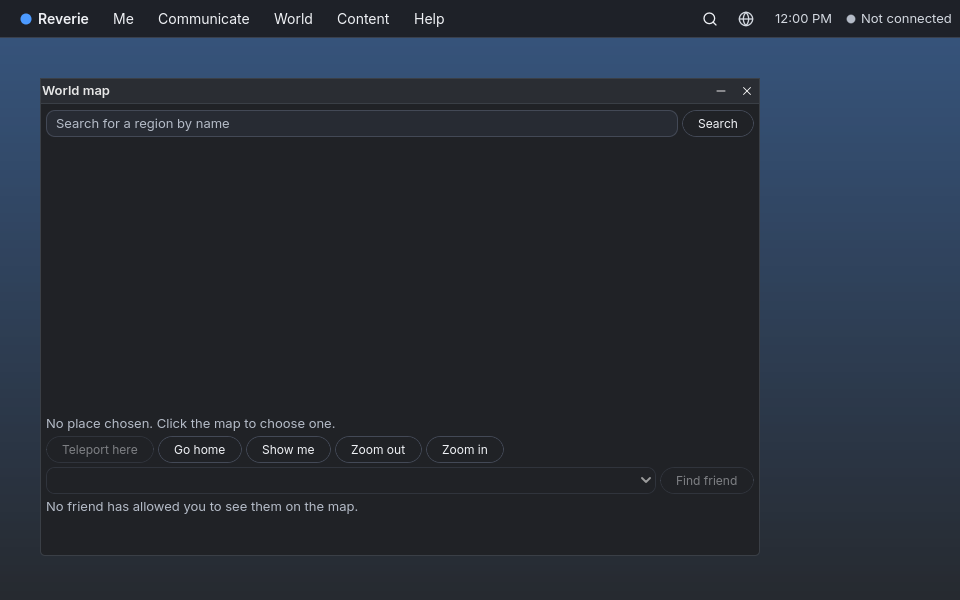 Reverie Me Communicate World Content Help 12:00 PM Not connected
World map
Search for a region by name Search
No place chosen. Click the map to choose one.
Teleport here Go home Show me Zoom out Zoom in
Find friend
No friend has allowed you to see them on the map.